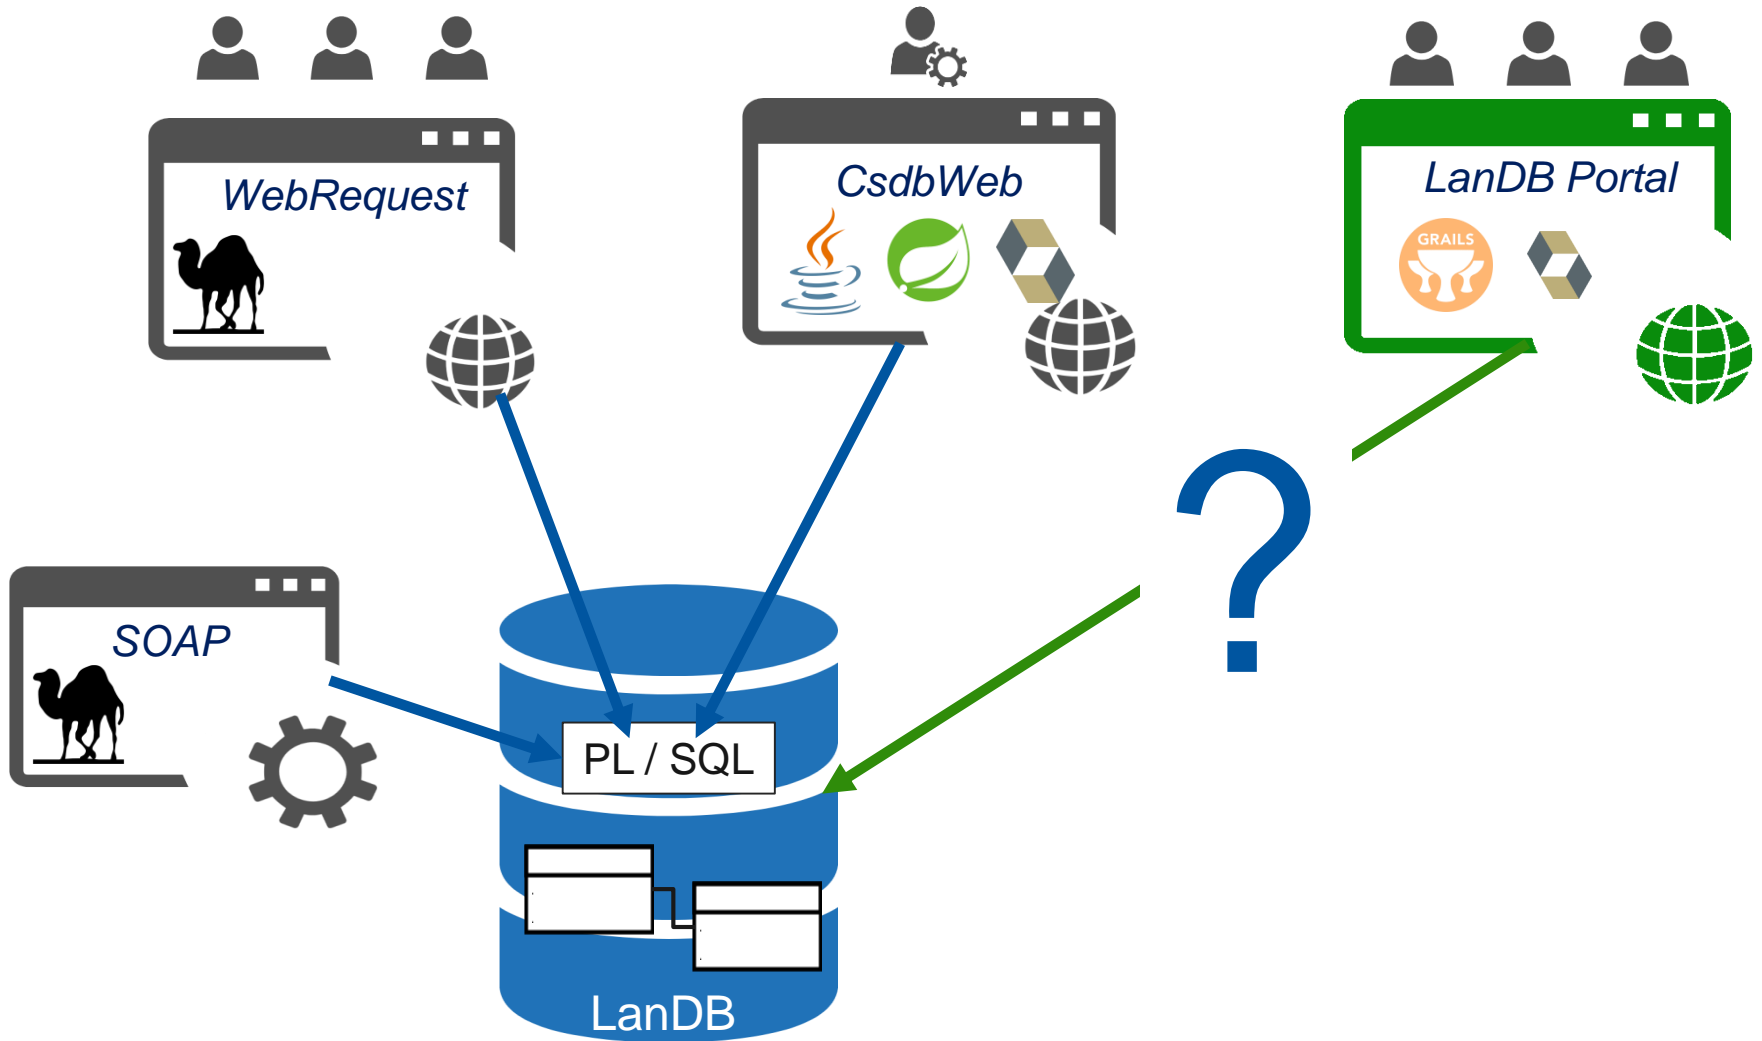 WebRequest
CsdbWeb
LanDB Portal
GRAILS
?
SOAP
PL / SQL
LanDB